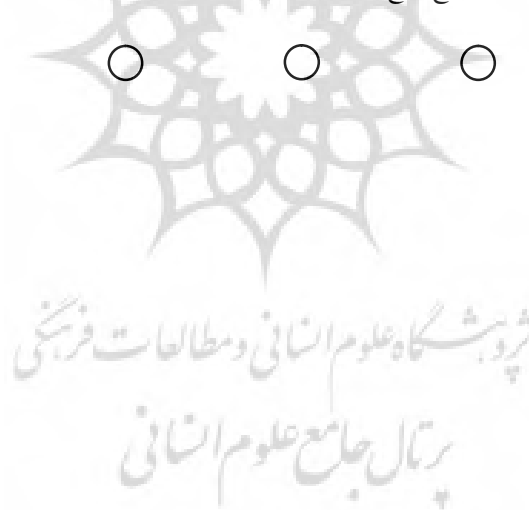 پژوهشگاه علوم انسانی و مطالعات فرهنگی
پرتال جامع علوم انسانی